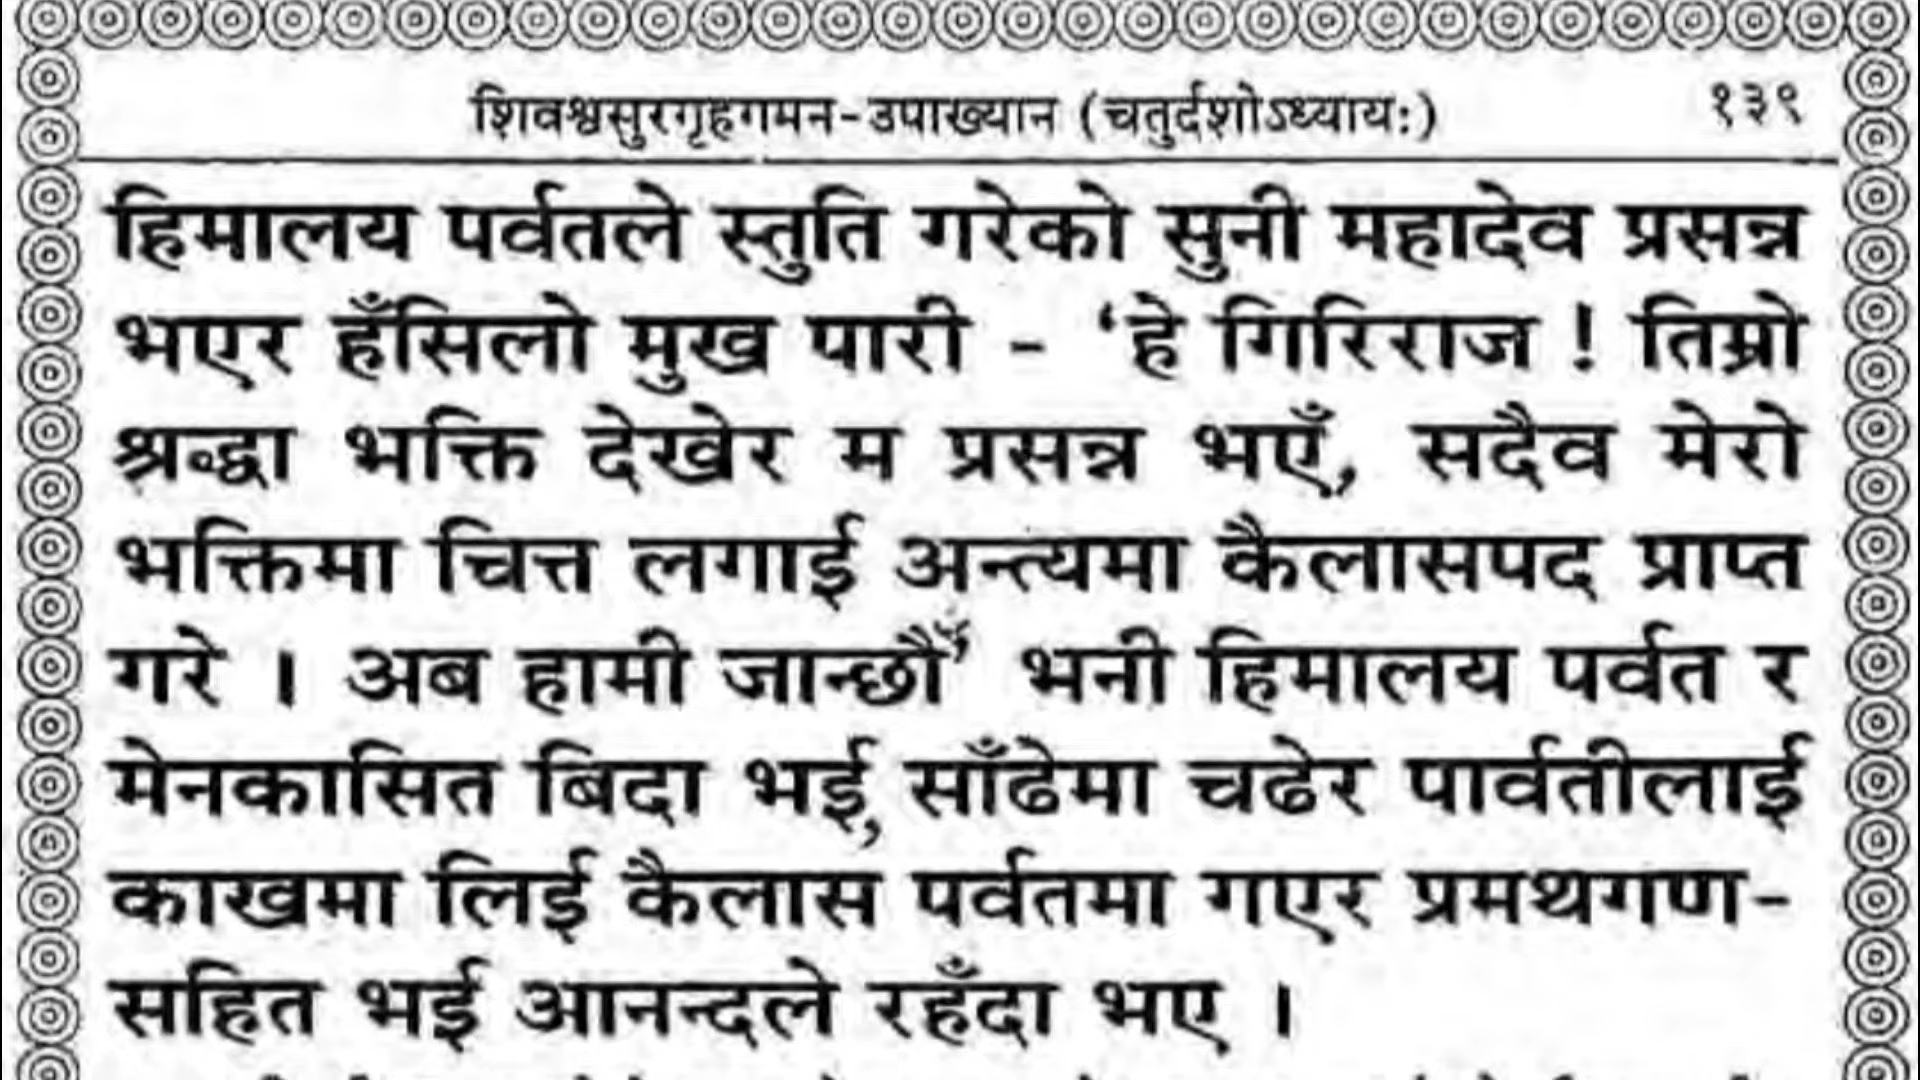 शिवश्वसुरगृहगमन-उपाख्यान (चतुर्दशोऽध्यायः) १३९
हिमालय पर्वतले स्तुति गरेको सुनी महादेव प्रसन्न
भएर हँसिलो मुख पारी - ‘हे गिरिराज ! तिम्रो
श्रद्धा भक्ति देखेर म प्रसन्न भएँ, सदैव मेरो
भक्तिमा चित्त लगाई अन्त्यमा कैलासपद प्राप्त
गरे । अब हामी जान्छौँ’ भनी हिमालय पर्वत र
मेनकासित बिदा भई, साँढेमा चढेर पार्वतीलाई
काखमा लिई कैलास पर्वतमा गएर प्रमथगण-
सहित भई आनन्दले रहँदा भए ।